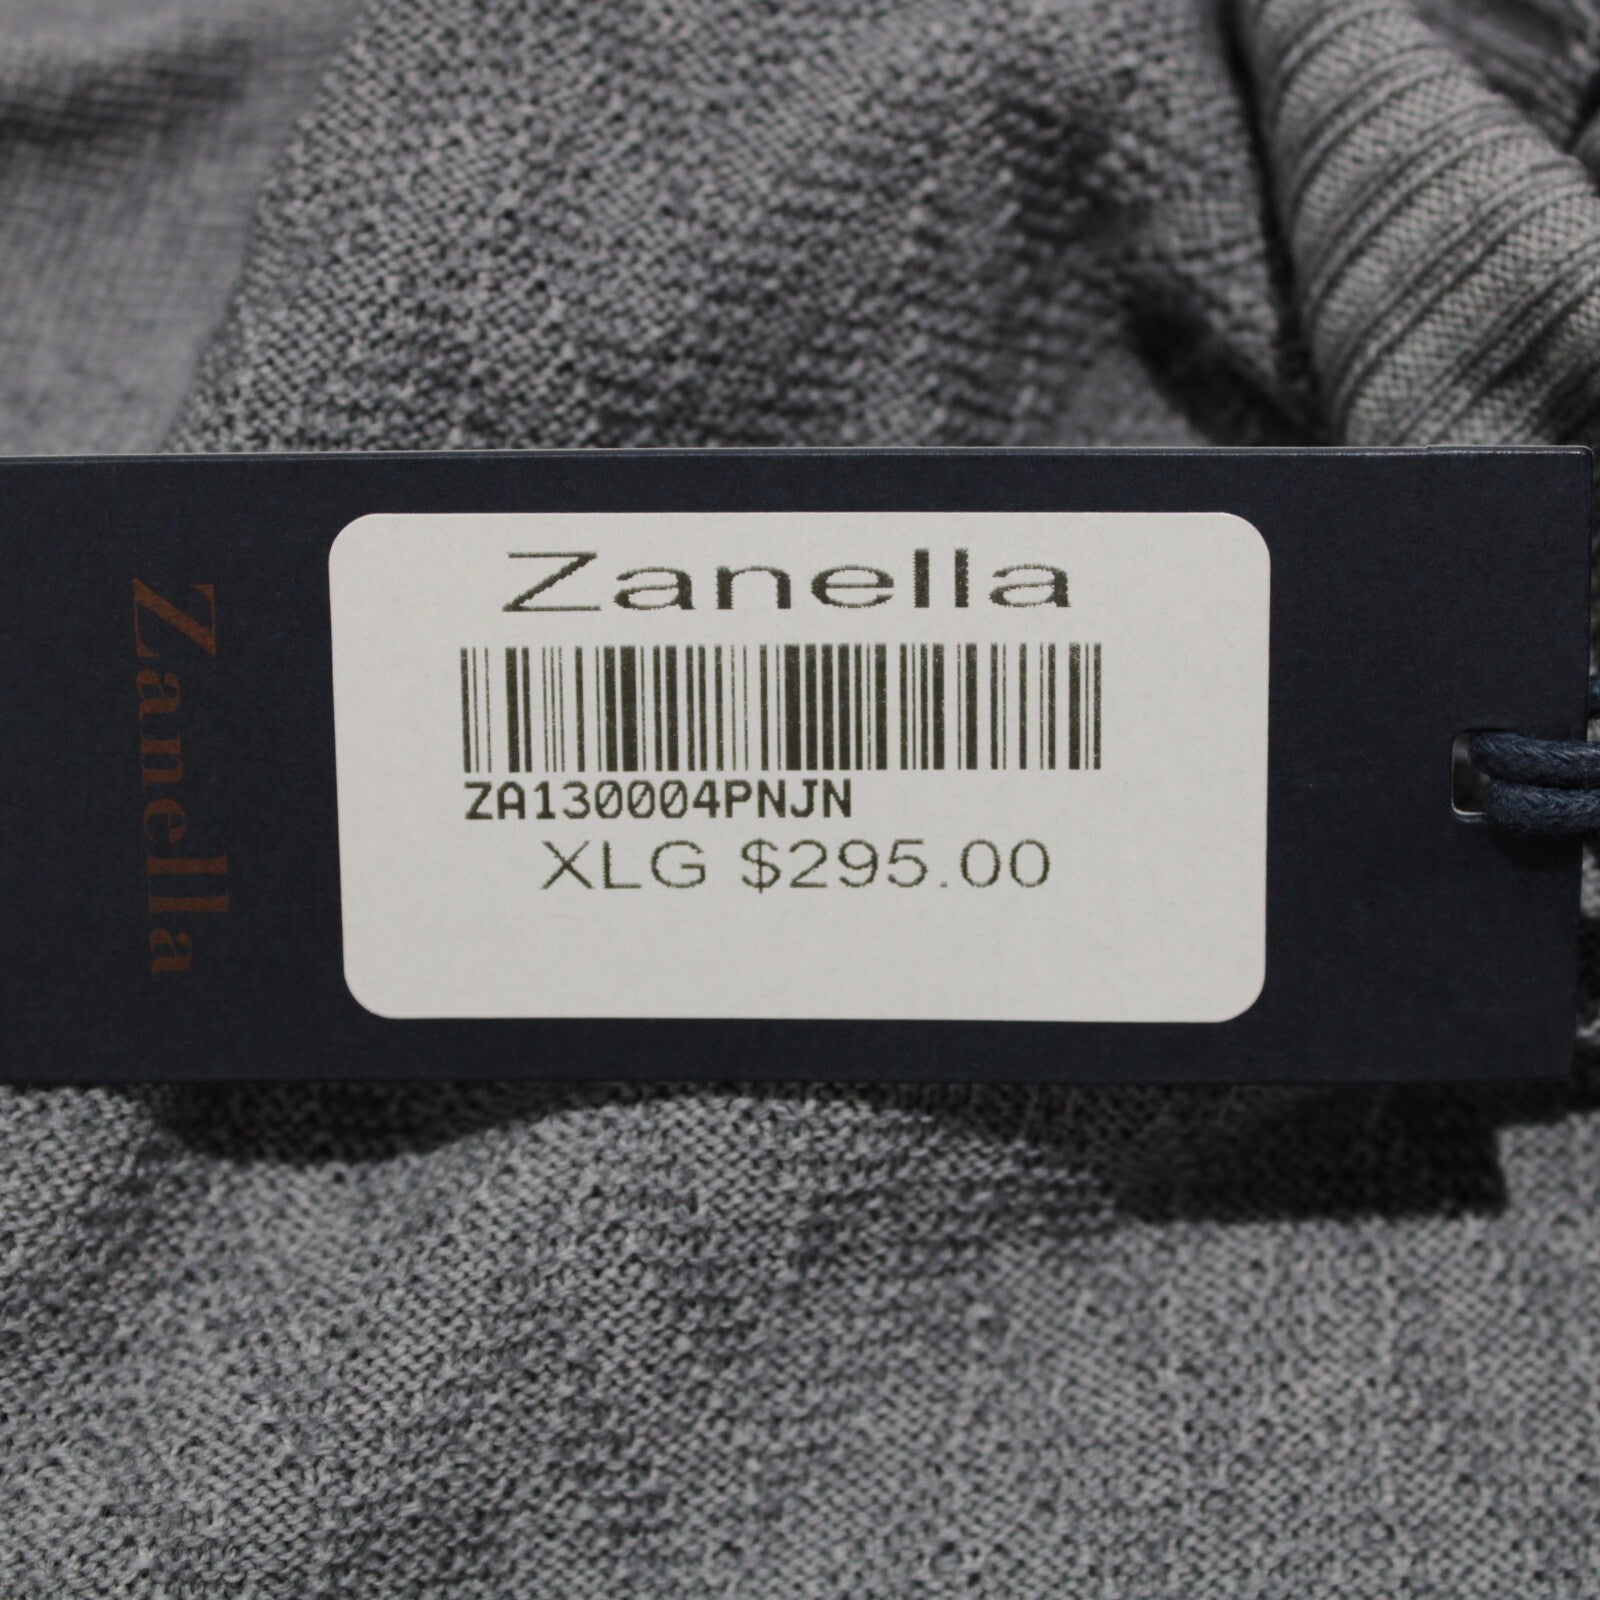 Zanella
Zanella
ZA130004PNJN
XLG $295.00